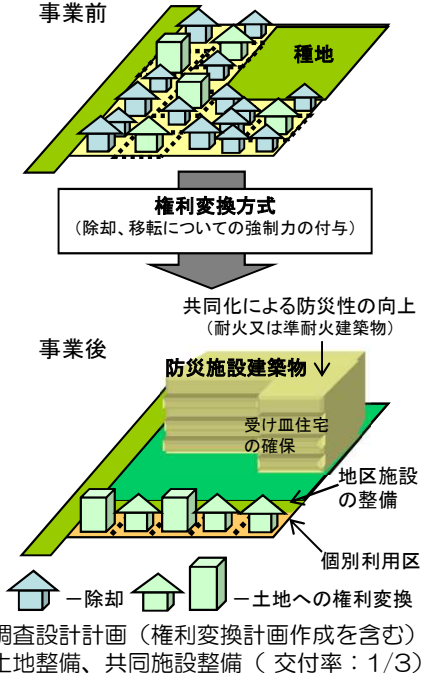 事業前
種地
権利変換方式
（除却、移転についての強制力の付与）
共同化による防災性の向上
（耐火又は準耐火建築物）
事業後
防災施設建築物
受け皿住宅
の確保
地区施設
の整備
個別利用区
－除却
－土地への権利変換
調査設計計画（権利変換計画作成を含む）
土地整備、共同施設整備（ 交付率：1/3）